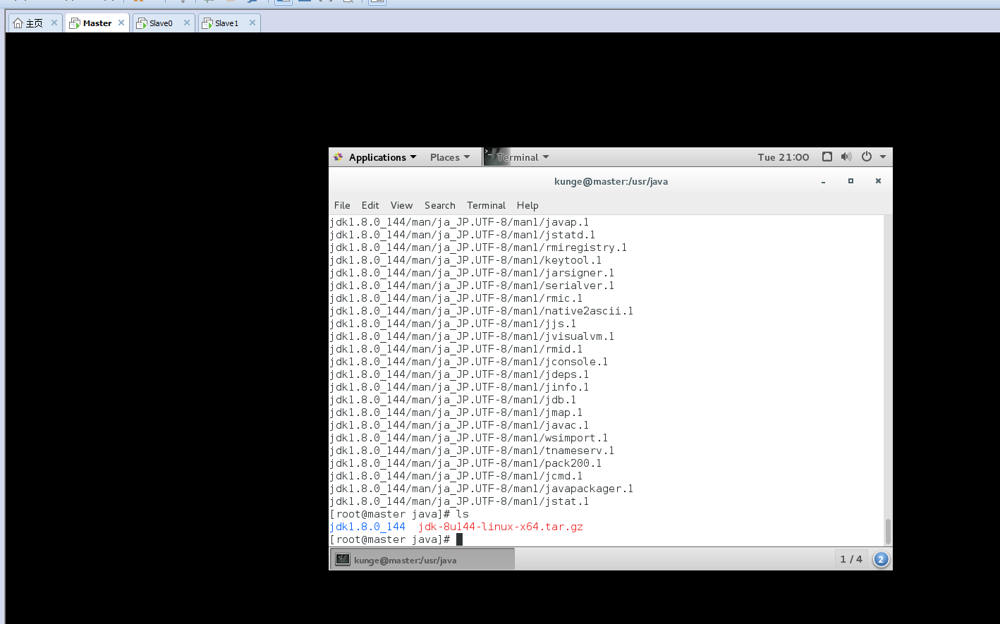 主页 Master Slave0 Slave1
Applications Places Terminal Tue 21:00
kunge@master:/usr/java
File Edit View Search Terminal Help
jdk1.8.0_144/man/ja_JP.UTF-8/man1/javap.1
jdk1.8.0_144/man/ja_JP.UTF-8/man1/jstatd.1
jdk1.8.0_144/man/ja_JP.UTF-8/man1/rmiregistry.1
jdk1.8.0_144/man/ja_JP.UTF-8/man1/keytool.1
jdk1.8.0_144/man/ja_JP.UTF-8/man1/jarsigner.1
jdk1.8.0_144/man/ja_JP.UTF-8/man1/serialver.1
jdk1.8.0_144/man/ja_JP.UTF-8/man1/rmic.1
jdk1.8.0_144/man/ja_JP.UTF-8/man1/native2ascii.1
jdk1.8.0_144/man/ja_JP.UTF-8/man1/jjs.1
jdk1.8.0_144/man/ja_JP.UTF-8/man1/jvisualvm.1
jdk1.8.0_144/man/ja_JP.UTF-8/man1/rmid.1
jdk1.8.0_144/man/ja_JP.UTF-8/man1/jconsole.1
jdk1.8.0_144/man/ja_JP.UTF-8/man1/jdeps.1
jdk1.8.0_144/man/ja_JP.UTF-8/man1/jinfo.1
jdk1.8.0_144/man/ja_JP.UTF-8/man1/jdb.1
jdk1.8.0_144/man/ja_JP.UTF-8/man1/jmap.1
jdk1.8.0_144/man/ja_JP.UTF-8/man1/javac.1
jdk1.8.0_144/man/ja_JP.UTF-8/man1/wsimport.1
jdk1.8.0_144/man/ja_JP.UTF-8/man1/tnameserv.1
jdk1.8.0_144/man/ja_JP.UTF-8/man1/pack200.1
jdk1.8.0_144/man/ja_JP.UTF-8/man1/jcmd.1
jdk1.8.0_144/man/ja_JP.UTF-8/man1/javapackager.1
jdk1.8.0_144/man/ja_JP.UTF-8/man1/jstat.1
[root@master java]# ls
jdk1.8.0_144 jdk-8u144-linux-x64.tar.gz
[root@master java]#
kunge@master:/usr/java 1 / 4 2